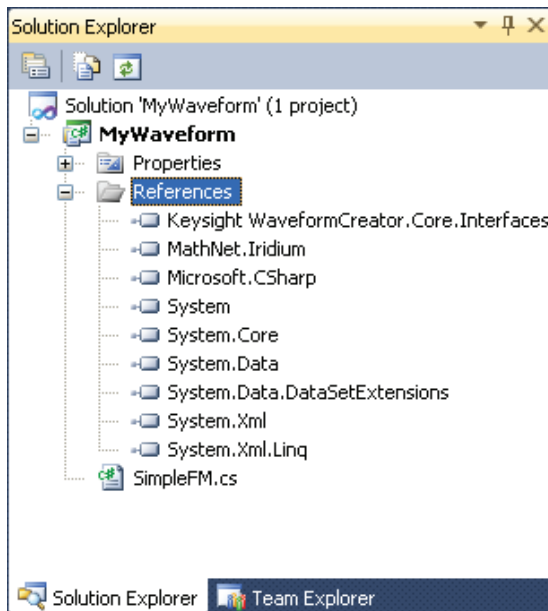 Solution Explorer
Solution 'MyWaveform' (1 project)
MyWaveform
Properties
References
Keysight WaveformCreator.Core.Interfaces
MathNet.Iridium
Microsoft.CSharp
System
System.Core
System.Data
System.Data.DataSetExtensions
System.Xml
System.Xml.Linq
SimpleFM.cs
Solution Explorer Team Explorer